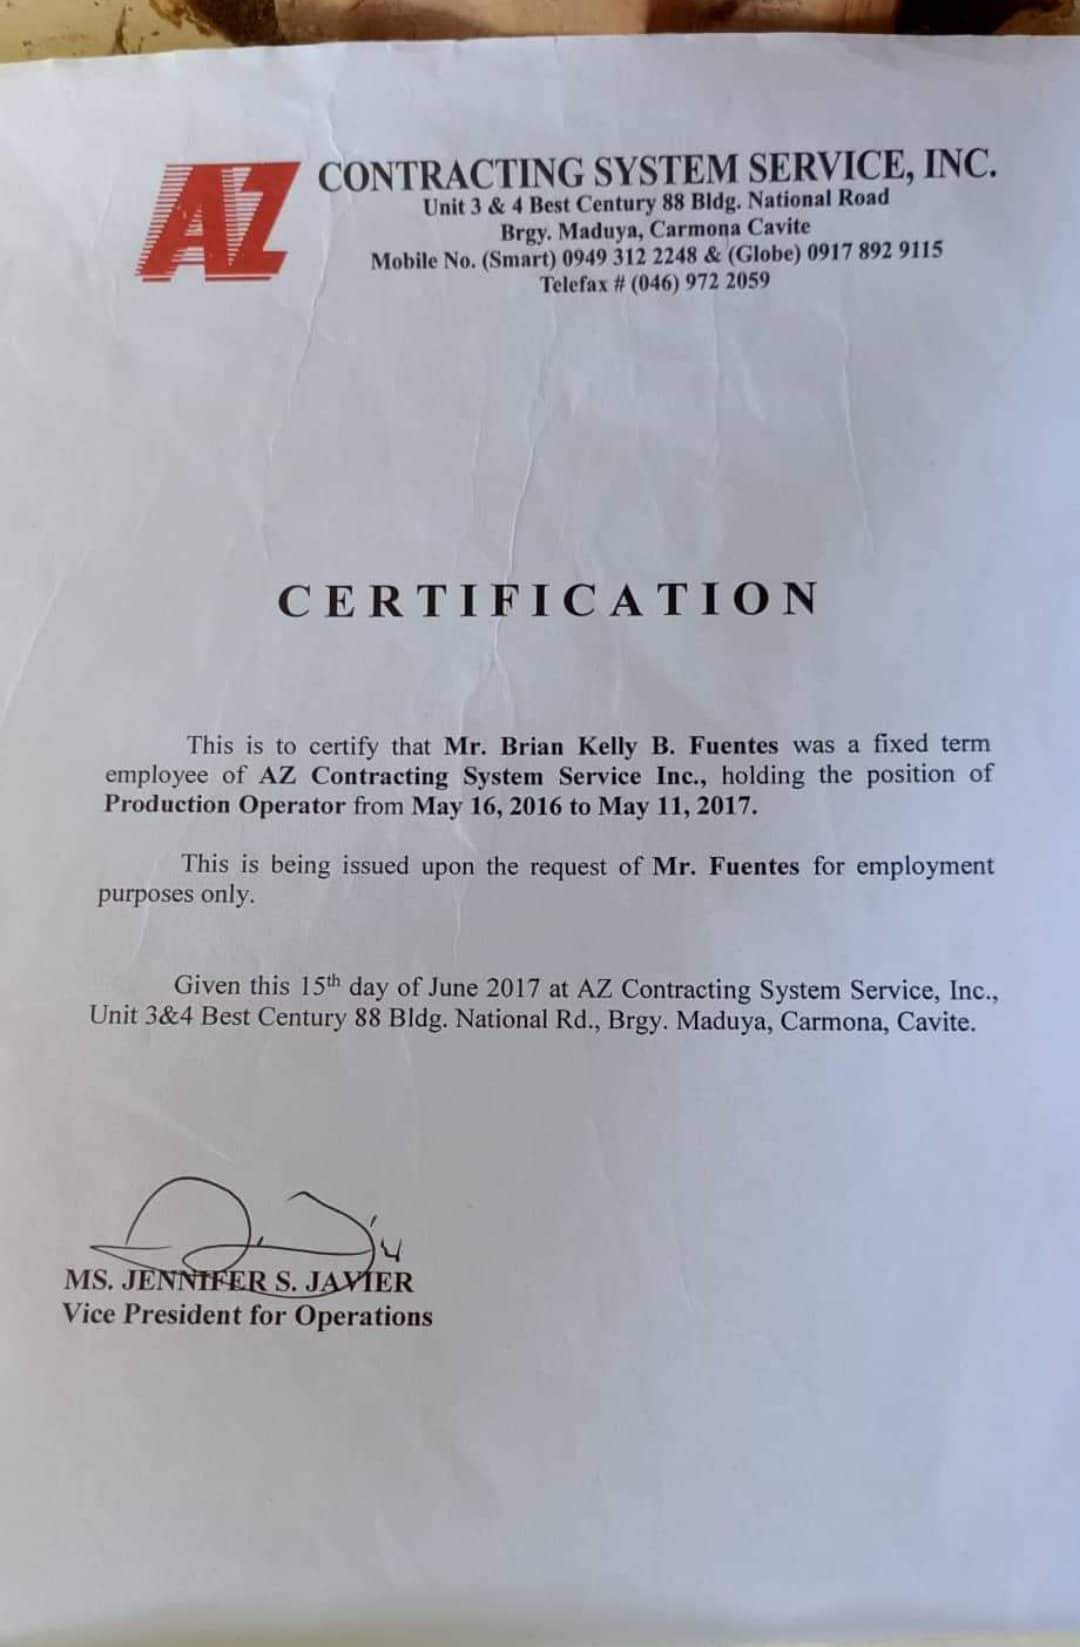 AZ CONTRACTING SYSTEM SERVICE, INC.
Unit 3 & 4 Best Century 88 Bldg. National Road
Brgy. Maduya, Carmona Cavite
Mobile No. (Smart) 0949 312 2248 & (Globe) 0917 892 9115
Telefax # (046) 972 2059
CERTIFICATION
This is to certify that Mr. Brian Kelly B. Fuentes was a fixed term
employee of AZ Contracting System Service Inc., holding the position of
Production Operator from May 16, 2016 to May 11, 2017.
This is being issued upon the request of Mr. Fuentes for employment
purposes only.
Given this 15th day of June 2017 at AZ Contracting System Service, Inc.,
Unit 3&4 Best Century 88 Bldg. National Rd., Brgy. Maduya, Carmona, Cavite.
MS. JENNIFER S. JAVIER
Vice President for Operations